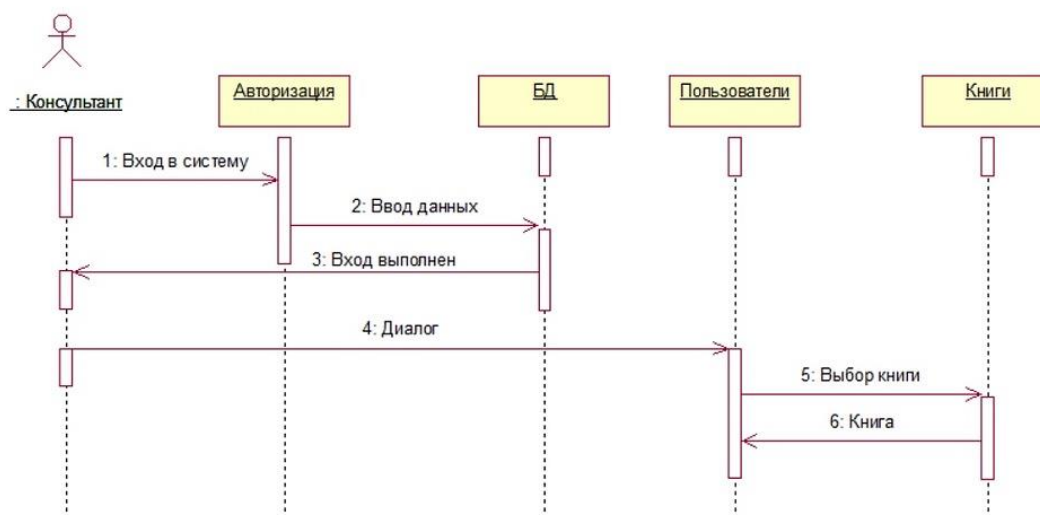 _: Консультант
Авторизация
БД
Пользователи
Книги
1: Вход в систему
2: Ввод данных
3: Вход выполнен
4: Диалог
5: Выбор книги
6: Книга